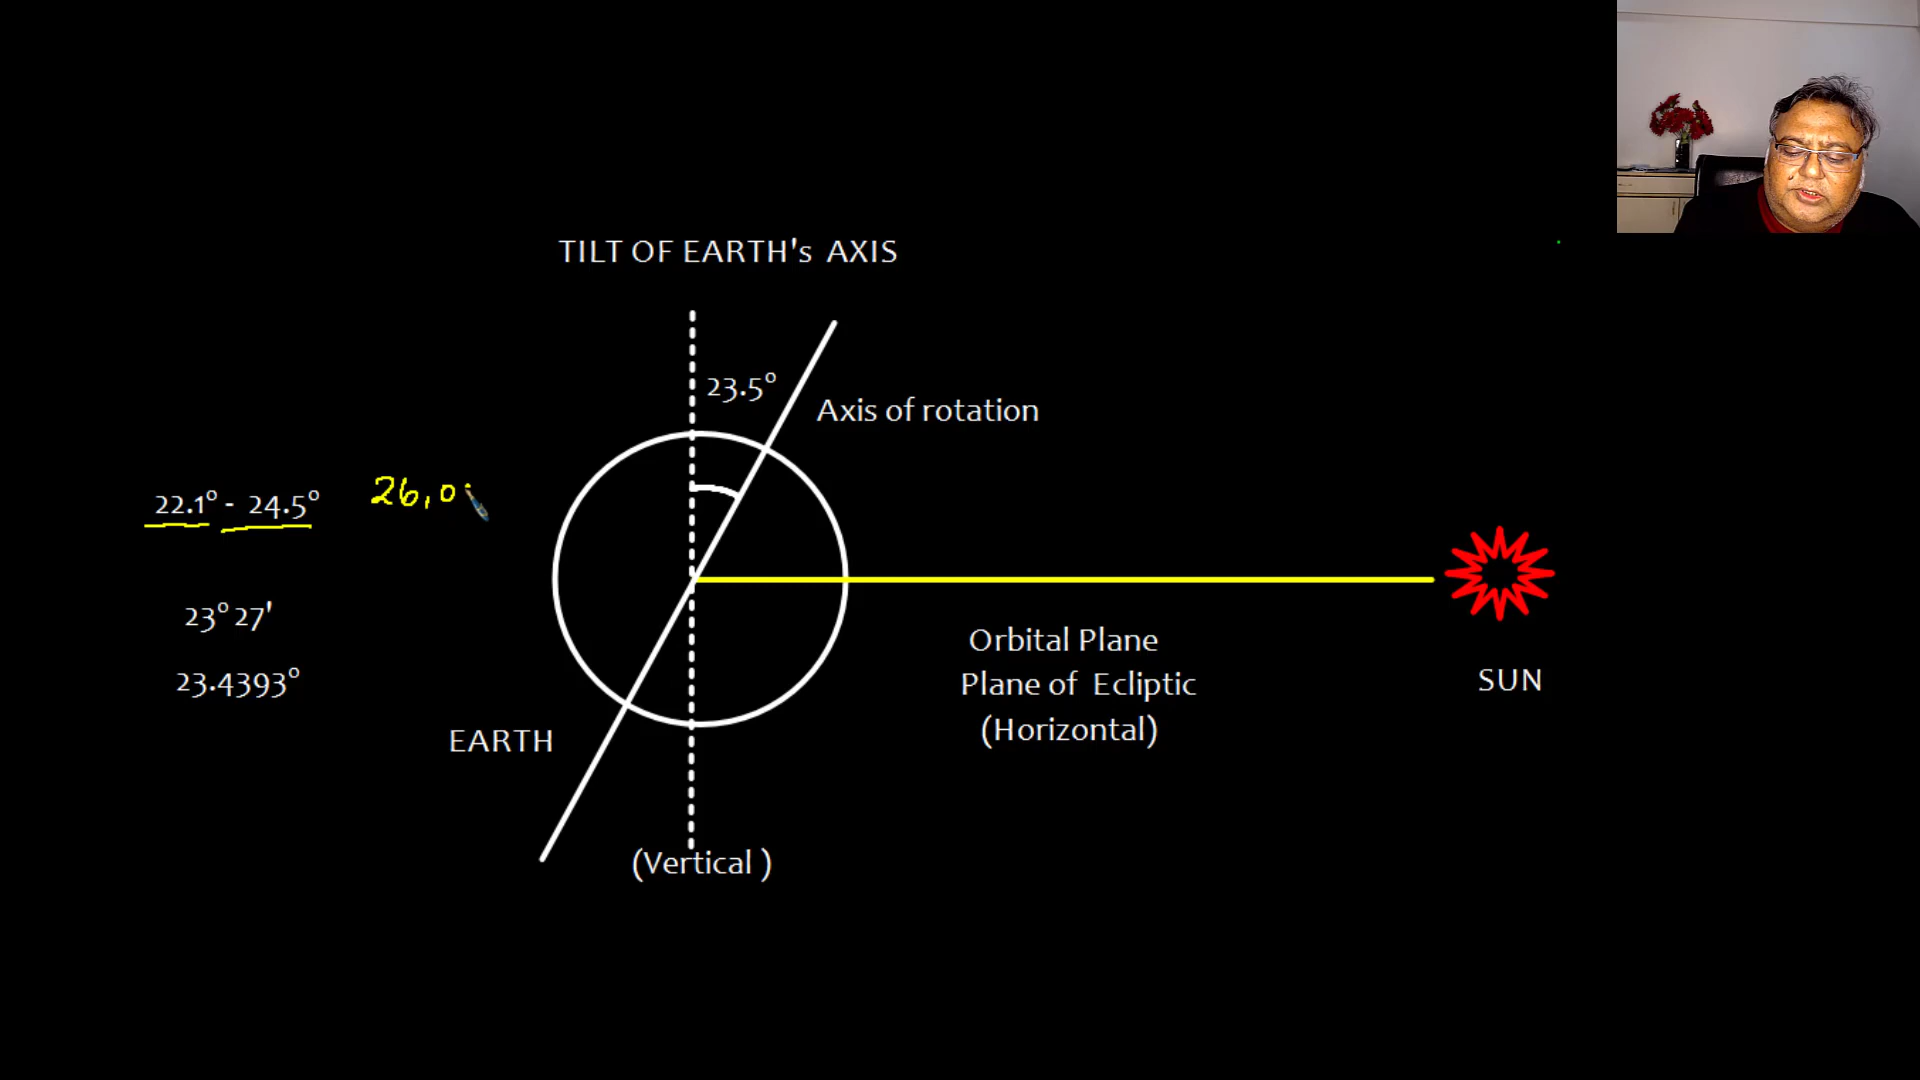 TILT OF EARTH's AXIS
23.5°
Axis of rotation
22.1° - 24.5°
26,0
23° 27'
23.4393°
Orbital Plane
Plane of Ecliptic
(Horizontal)
SUN
EARTH
(Vertical )